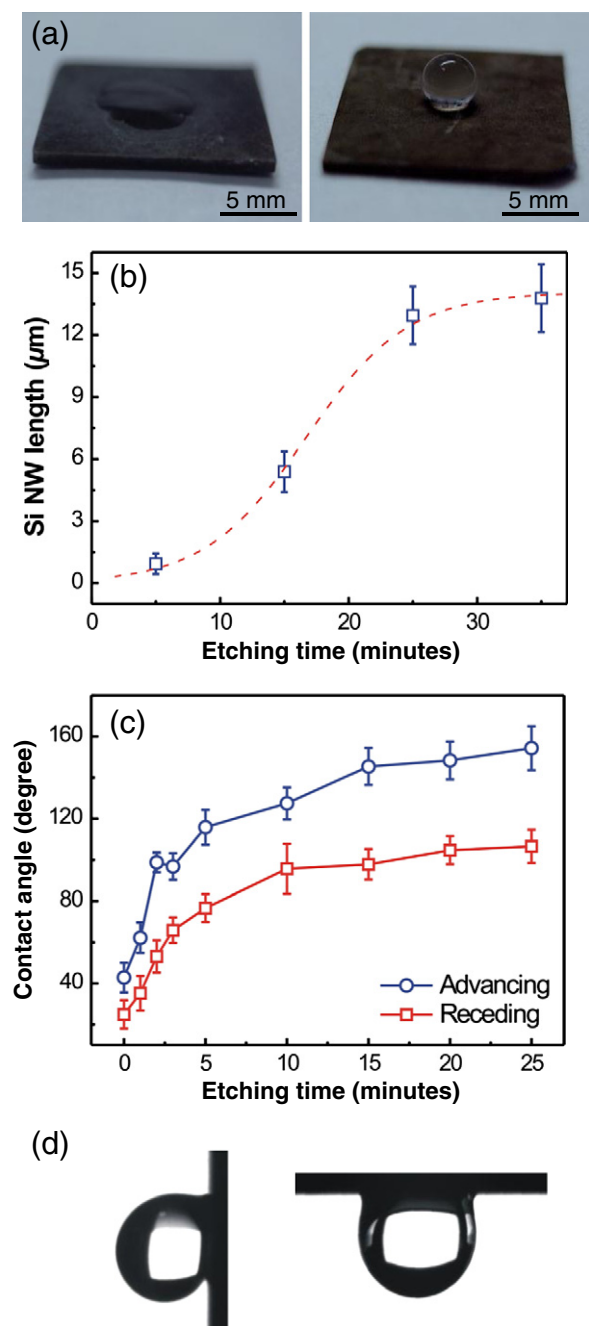 (a)
5 mm
5 mm
(b)
15
12
9
6
3
0
Si NW length (µm)
0 10 20 30
Etching time (minutes)
(c)
160
120
80
40
Contact angle (degree)
Advancing
Receding
0 5 10 15 20 25
Etching time (minutes)
(d)